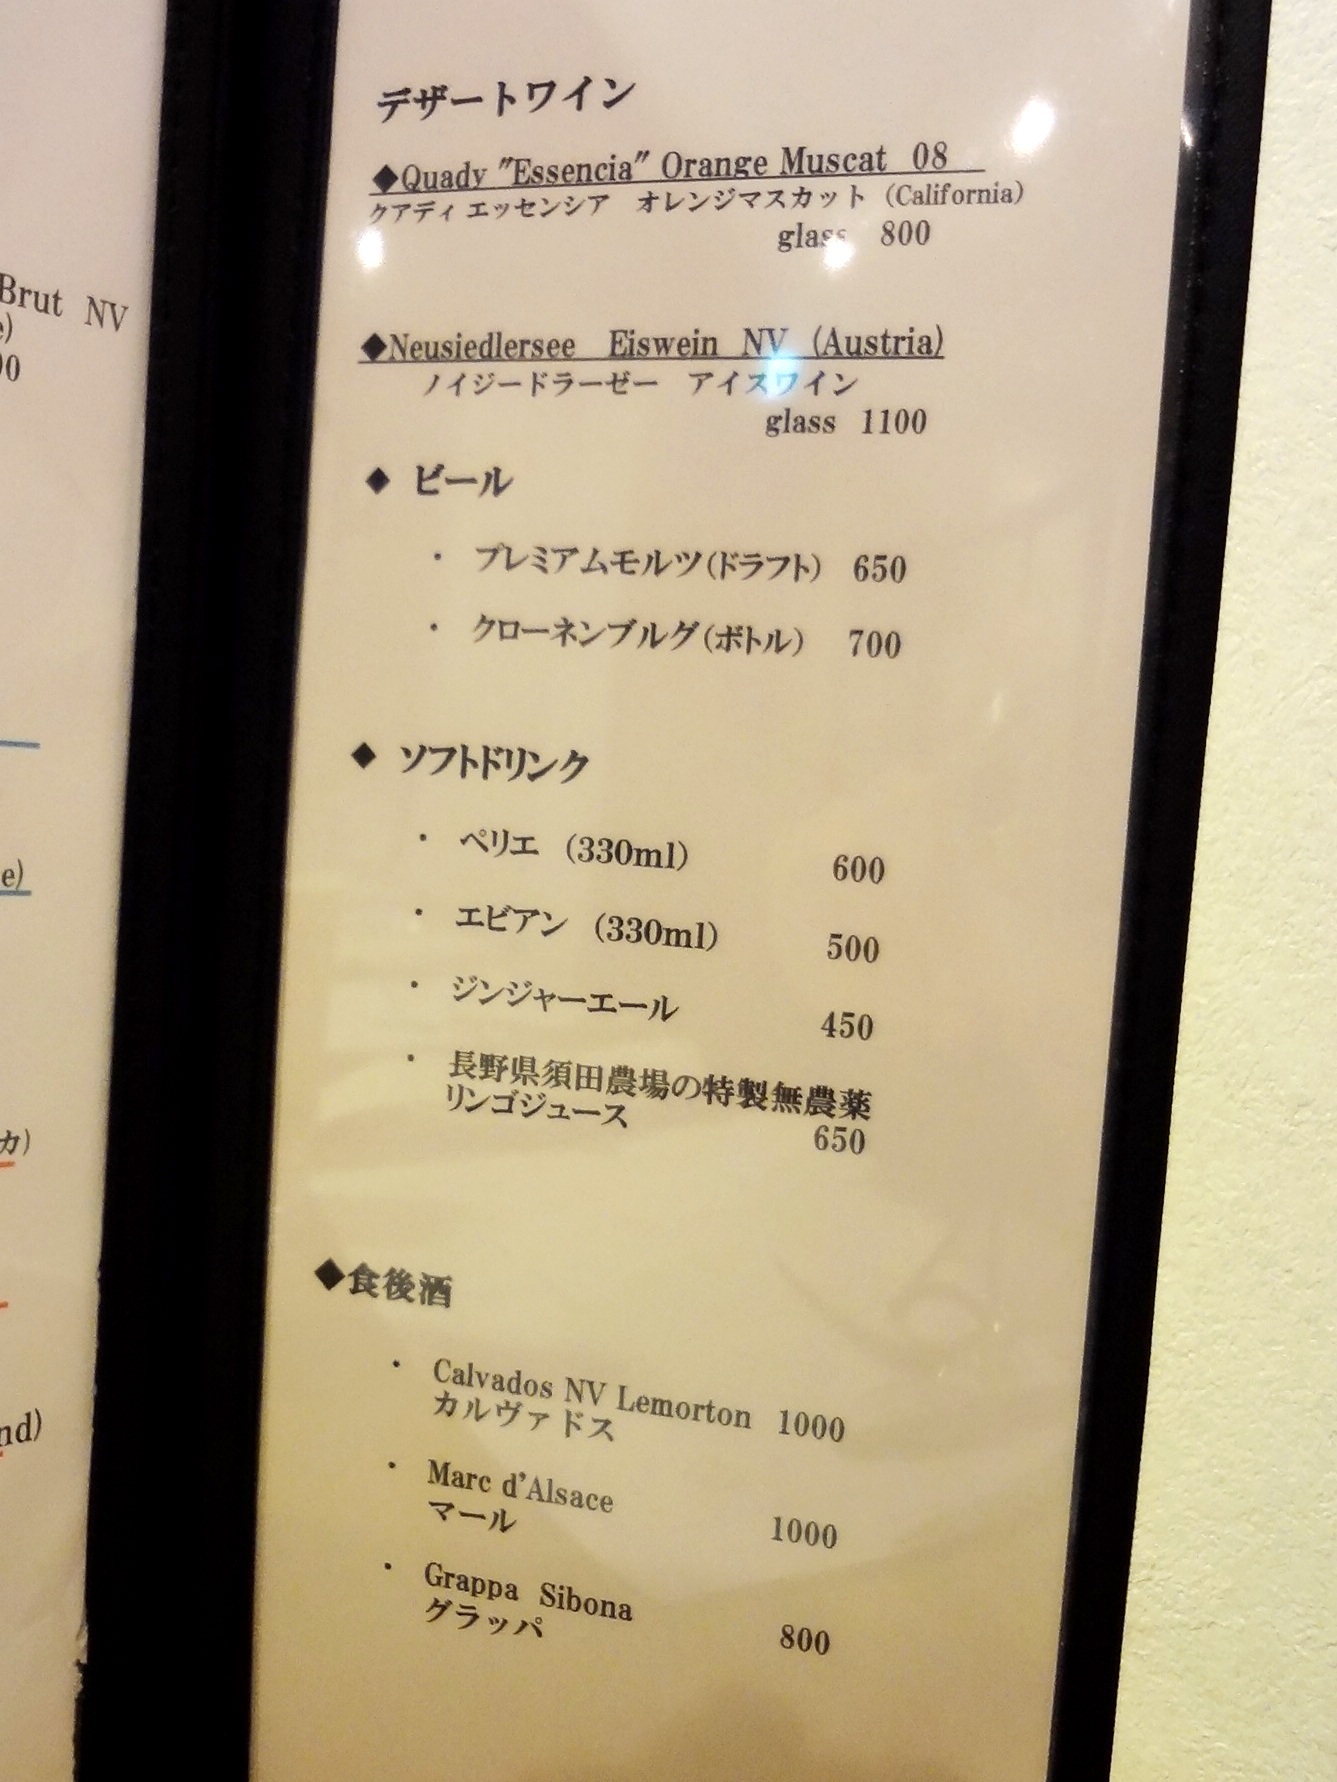 Brut NV
e)
00
e)
カ)
nd)
デザートワイン
◆Quady "Essencia" Orange Muscat 08
クアディ エッセンシア オレンジマスカット (California)
glass 800
◆Neusiedlersee Eiswein NV (Austria)
ノイジードラーゼー アイスワイン
glass 1100
◆ ビール
・ プレミアムモルツ(ドラフト) 650
・ クローネンブルグ(ボトル) 700
◆ ソフトドリンク
・ ペリエ (330ml) 600
・ エビアン (330ml) 500
・ ジンジャーエール 450
・ 長野県須田農場の特製無農薬
リンゴジュース 650
◆食後酒
・ Calvados NV Lemorton 1000
カルヴァドス
・ Marc d'Alsace
マール 1000
・ Grappa Sibona
グラッパ 800